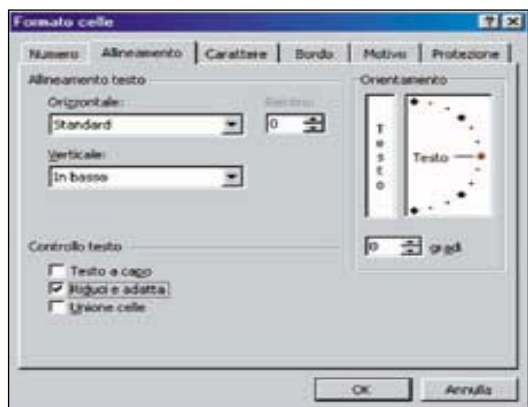 Formato celle
Numero Allineamento Carattere Bordo Motivo Protezione
Allineamento testo
Orizzontale:
Rientro:
Standard
0
Verticale:
In basso
Controllo testo
Testo a capo
Riduci e adatta
Unione celle
Orientamento
Testo
Testo
0 gradi
OK Annulla